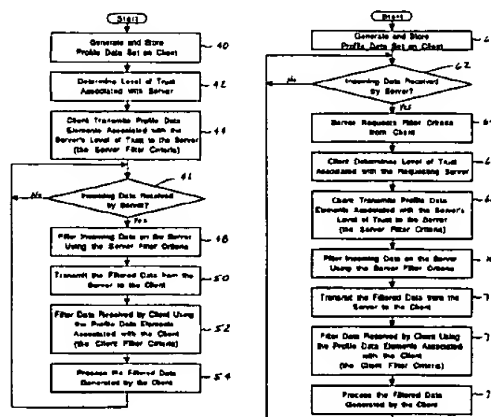 Start
Generate and Store
Profile Data Set on Client
40
Determine Level of Trust
Associated with Server
42
Client Transmits Profile Data
Elements Associated with the
Server's Level of Trust to the Server
(the Server Filter Criteria)
44
Incoming Data Received
by Server?
No
Yes
Filter Incoming Data on the Server
Using the Server Filter Criteria
48
Transmit the Filtered Data from the
Server to the Client
50
Filter Data Received by Client Using
the Profile Data Elements
Associated with the Client
(the Client Filter Criteria)
52
Process the Filtered Data
Generated by the Client
54
Start
Generate and Store
Profile Data Set on Client
62
Incoming Data Received
by Server?
No
Yes
Server Requests Filter Criteria
from Client
Client Determines Level of Trust
Associated with the Requesting Server
Client Transmits Profile Data
Elements Associated with the Server's
Level of Trust to the Server
(the Server Filter Criteria)
Filter Incoming Data on the Server
Using the Server Filter Criteria
Transmit the Filtered Data from the
Server to the Client
Filter Data Received by Client Using
the Profile Data Elements Associated
with the Client
(the Client Filter Criteria)
Process the Filtered Data
Generated by the Client